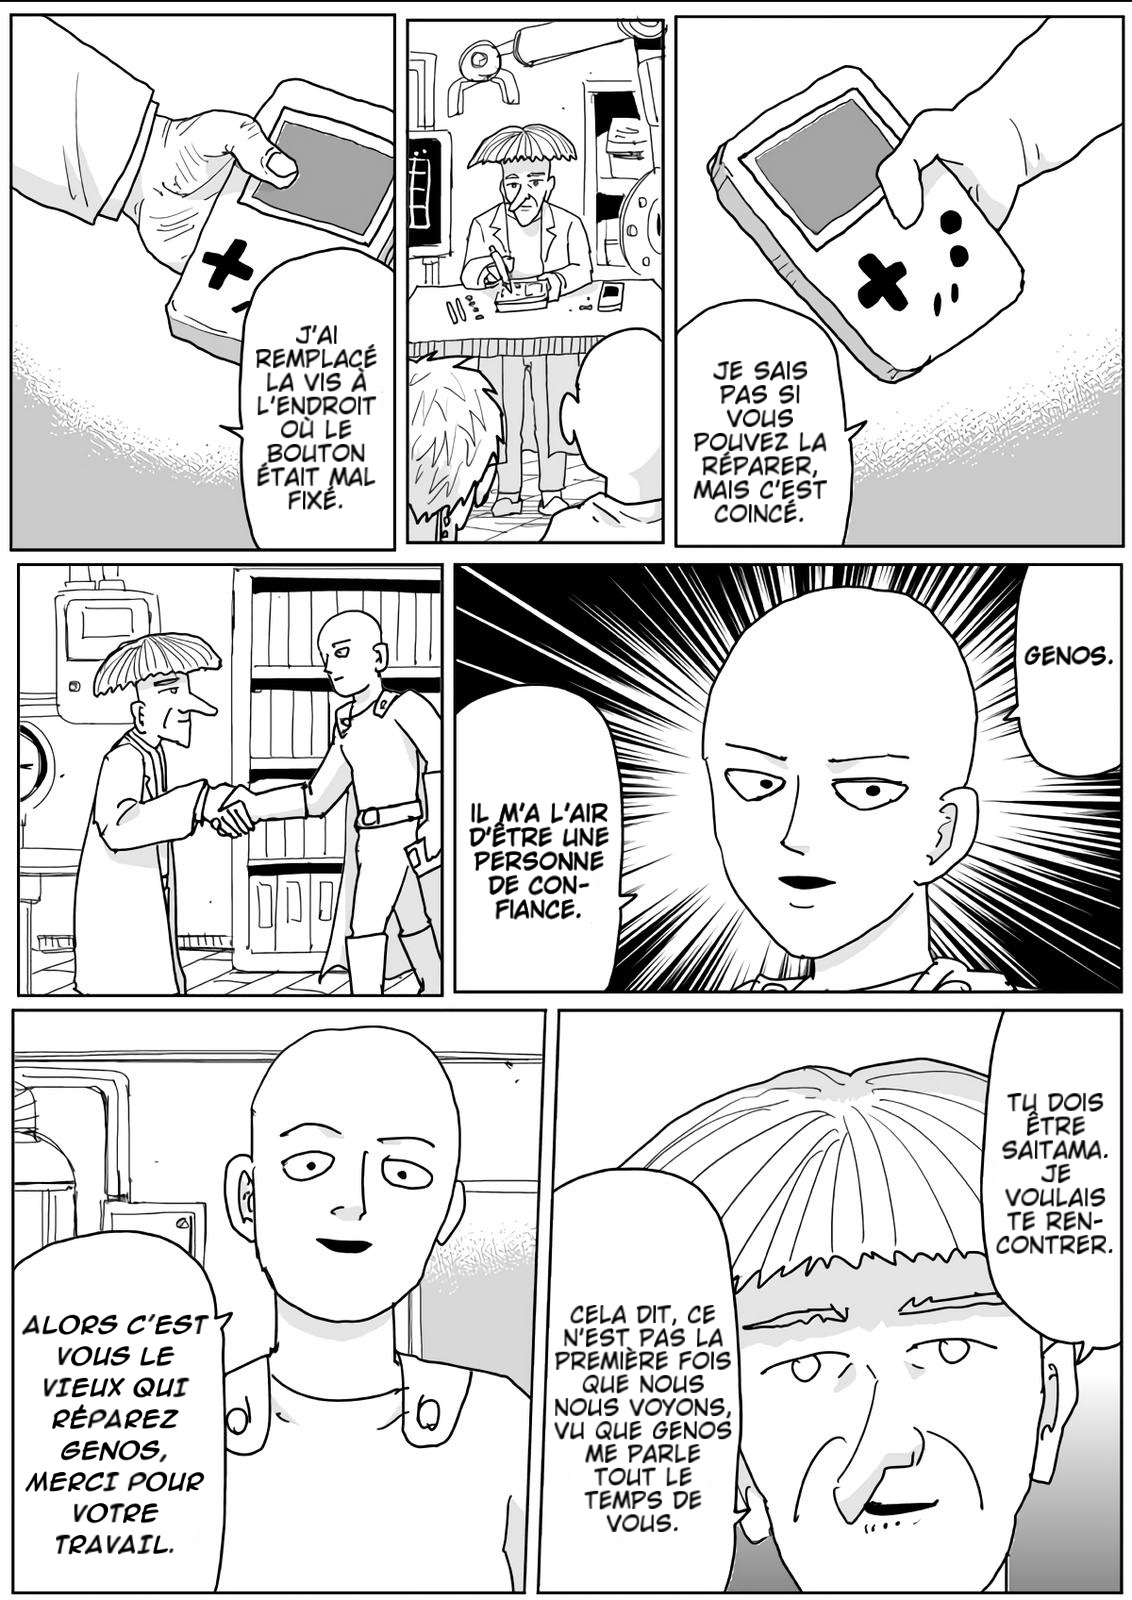 JE SAIS
PAS SI
VOUS
POUVEZ LA
RÉPARER,
MAIS C'EST
COINCÉ.
J'AI
REMPLACÉ
LA VIS À
L'ENDROIT
OÙ LE
BOUTON
ÉTAIT MAL
FIXÉ.
GENOS.
IL M'A L'AIR
D'ÊTRE UNE
PERSONNE
DE CON-
FIANCE.
TU DOIS
ÊTRE
SAITAMA.
JE
VOULAIS
TE REN-
CONTRER.
CELA DIT, CE
N'EST PAS LA
PREMIÈRE FOIS
QUE NOUS
NOUS VOYONS,
VU QUE GENOS
ME PARLE
TOUT LE
TEMPS DE
VOUS.
ALORS C'EST
VOUS LE
VIEUX QUI
RÉPAREZ
GENOS,
MERCI POUR
VOTRE
TRAVAIL.